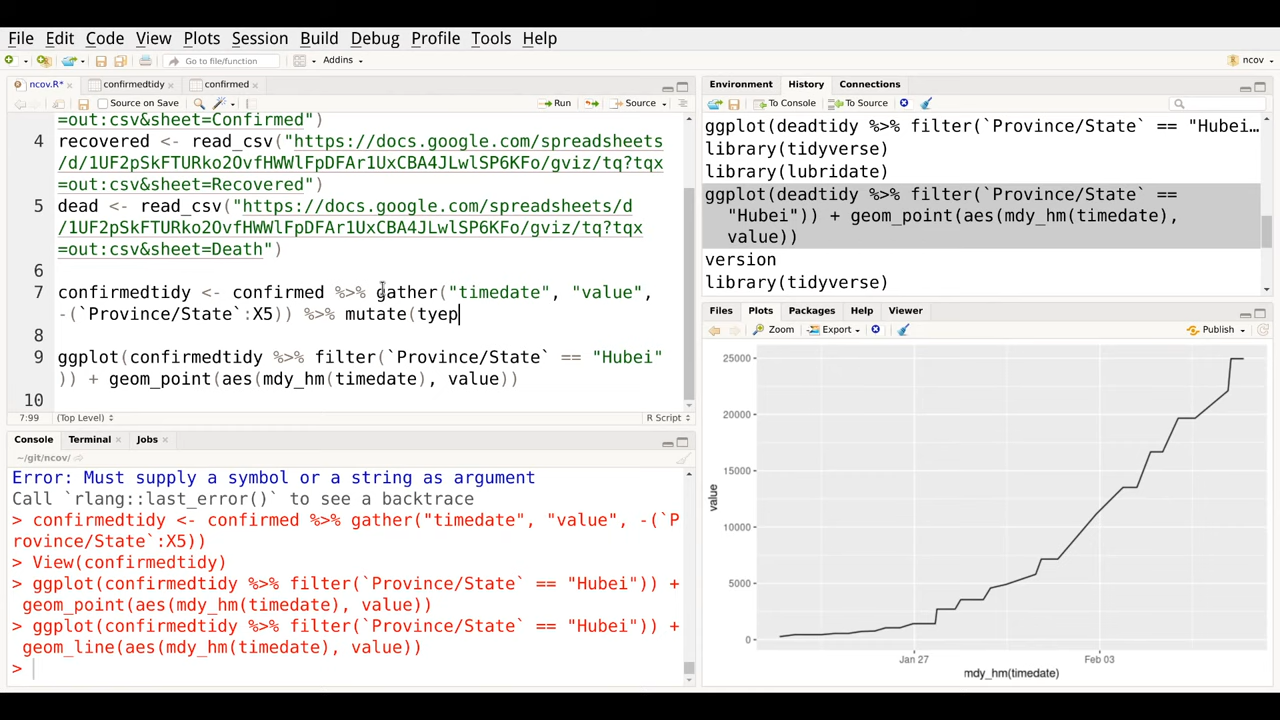 File Edit Code View Plots Session Build Debug Profile Tools Help
Go to file/function Addins ncov
ncov.R* confirmedtidy confirmed
Source on Save Run Source
=out:csv&sheet=Confirmed")
4 recovered <- read_csv("https://docs.google.com/spreadsheets
/d/1UF2pSkFTURko2OvfHWWlFpDFAr1UxCBA4JLwlSP6KFo/gviz/tq?tqx
=out:csv&sheet=Recovered")
5 dead <- read_csv("https://docs.google.com/spreadsheets/d
/1UF2pSkFTURko2OvfHWWlFpDFAr1UxCBA4JLwlSP6KFo/gviz/tq?tqx
=out:csv&sheet=Death")
6
7 confirmedtidy <- confirmed %>% gather("timedate", "value",
-(`Province/State`:X5)) %>% mutate(tyep
8
9 ggplot(confirmedtidy %>% filter(`Province/State` == "Hubei"
)) + geom_point(aes(mdy_hm(timedate), value))
10
7:99 (Top Level) R Script
Console Terminal Jobs
~/git/ncov/
Error: Must supply a symbol or a string as argument
Call `rlang::last_error()` to see a backtrace
> confirmedtidy <- confirmed %>% gather("timedate", "value", -(`P
rovince/State`:X5))
> View(confirmedtidy)
> ggplot(confirmedtidy %>% filter(`Province/State` == "Hubei")) +
geom_point(aes(mdy_hm(timedate), value))
> ggplot(confirmedtidy %>% filter(`Province/State` == "Hubei")) +
geom_line(aes(mdy_hm(timedate), value))
>
Environment History Connections
To Console To Source
ggplot(deadtidy %>% filter(`Province/State` == "Hubei…
library(tidyverse)
library(lubridate)
ggplot(deadtidy %>% filter(`Province/State` ==
"Hubei")) + geom_point(aes(mdy_hm(timedate),
value))
version
library(tidyverse)
Files Plots Packages Help Viewer
Zoom Export Publish
25000
20000
15000
10000
5000
0
value
Jan 27 Feb 03
mdy_hm(timedate)